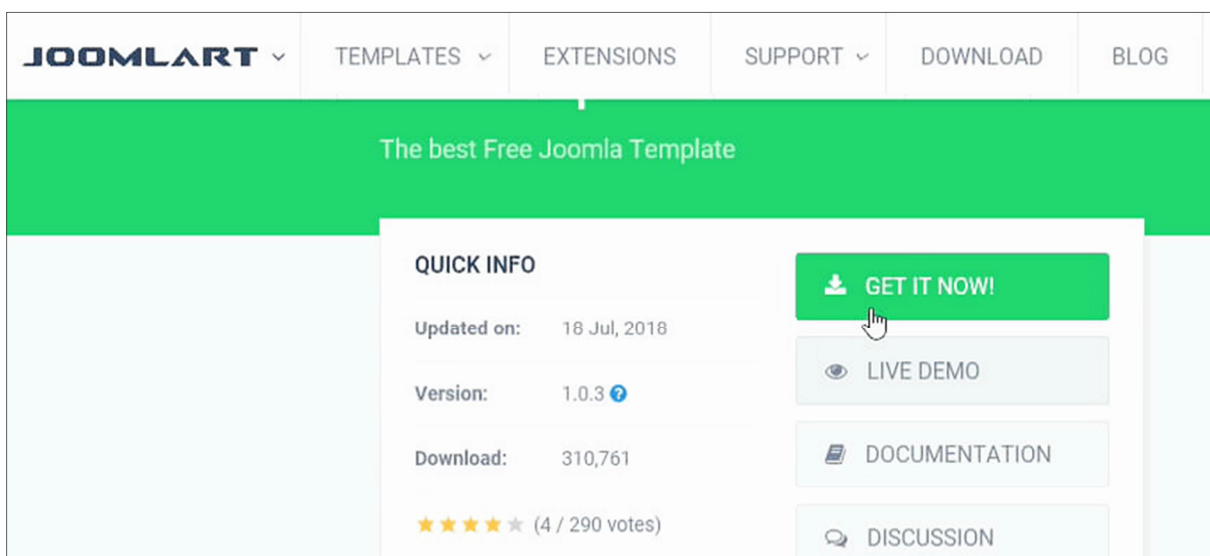 JOOMLART TEMPLATES EXTENSIONS SUPPORT DOWNLOAD BLOG
The best Free Joomla Template
QUICK INFO
Updated on: 18 Jul, 2018
Version: 1.0.3 ?
Download: 310,761
(4 / 290 votes)
GET IT NOW!
LIVE DEMO
DOCUMENTATION
DISCUSSION